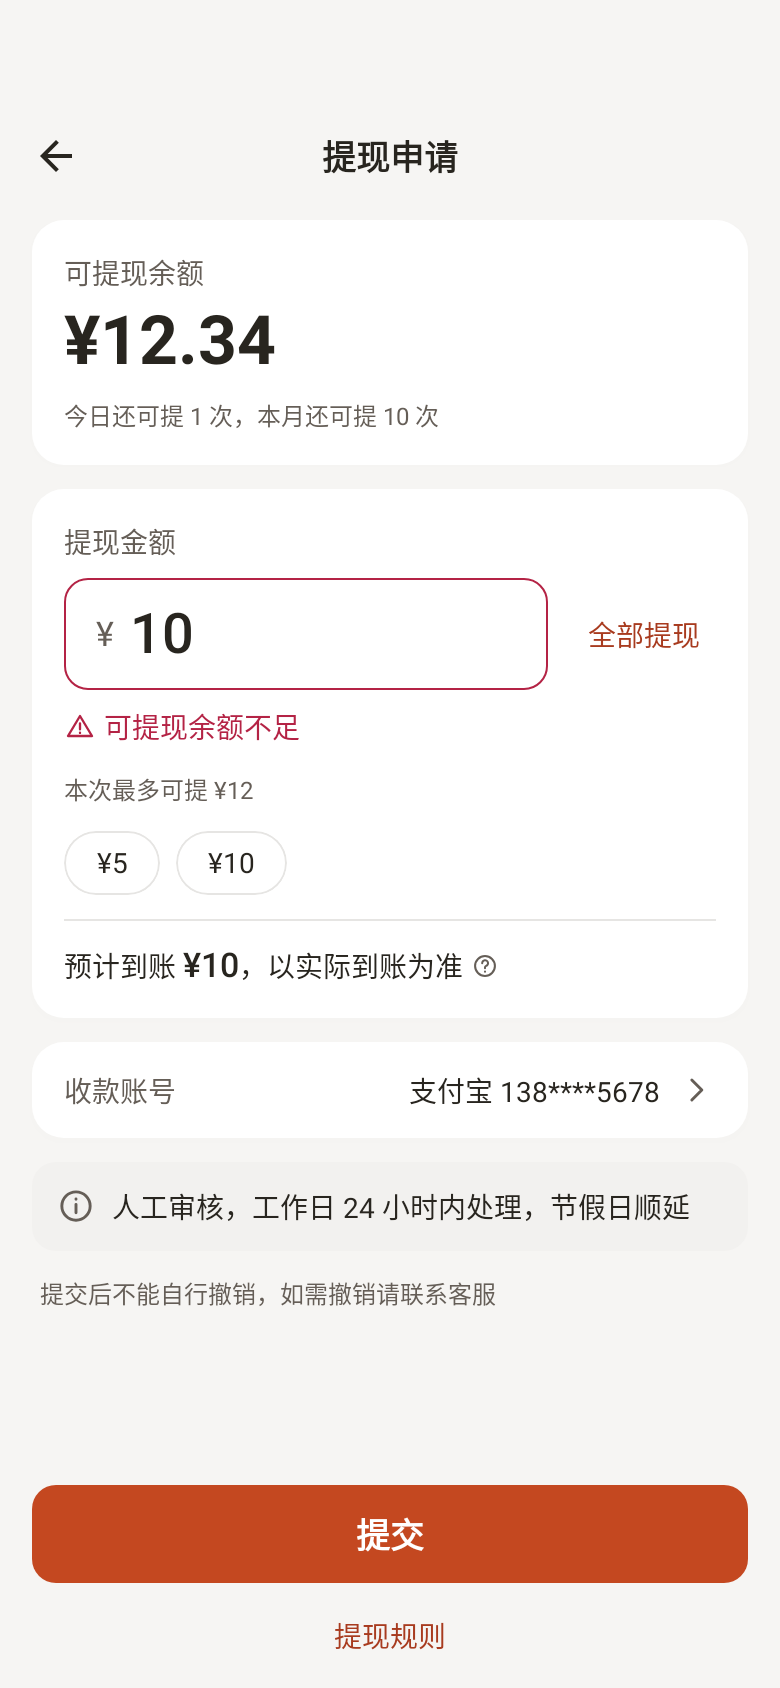 提现申请
可提现余额
¥12.34
今日还可提 1 次，本月还可提 10 次
提现金额
¥ 10
全部提现
可提现余额不足
本次最多可提 ¥12
¥5 ¥10
预计到账 ¥10，以实际到账为准
收款账号 支付宝 138****5678
人工审核，工作日 24 小时内处理，节假日顺延
提交后不能自行撤销，如需撤销请联系客服
提交
提现规则